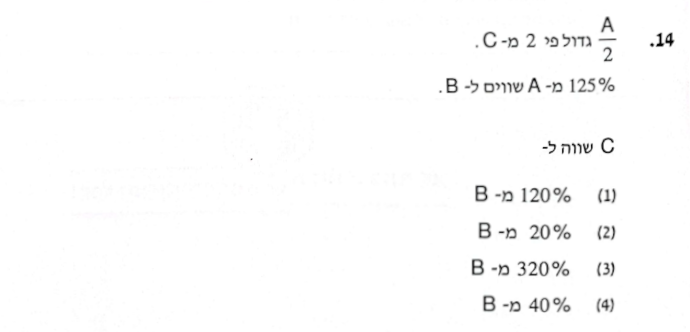 14. A/2 גדול פי 2 מ-C.
125% מ- A שווים ל- B.
C שווה ל-
(1) 120% מ- B
(2) 20% מ- B
(3) 320% מ- B
(4) 40% מ- B